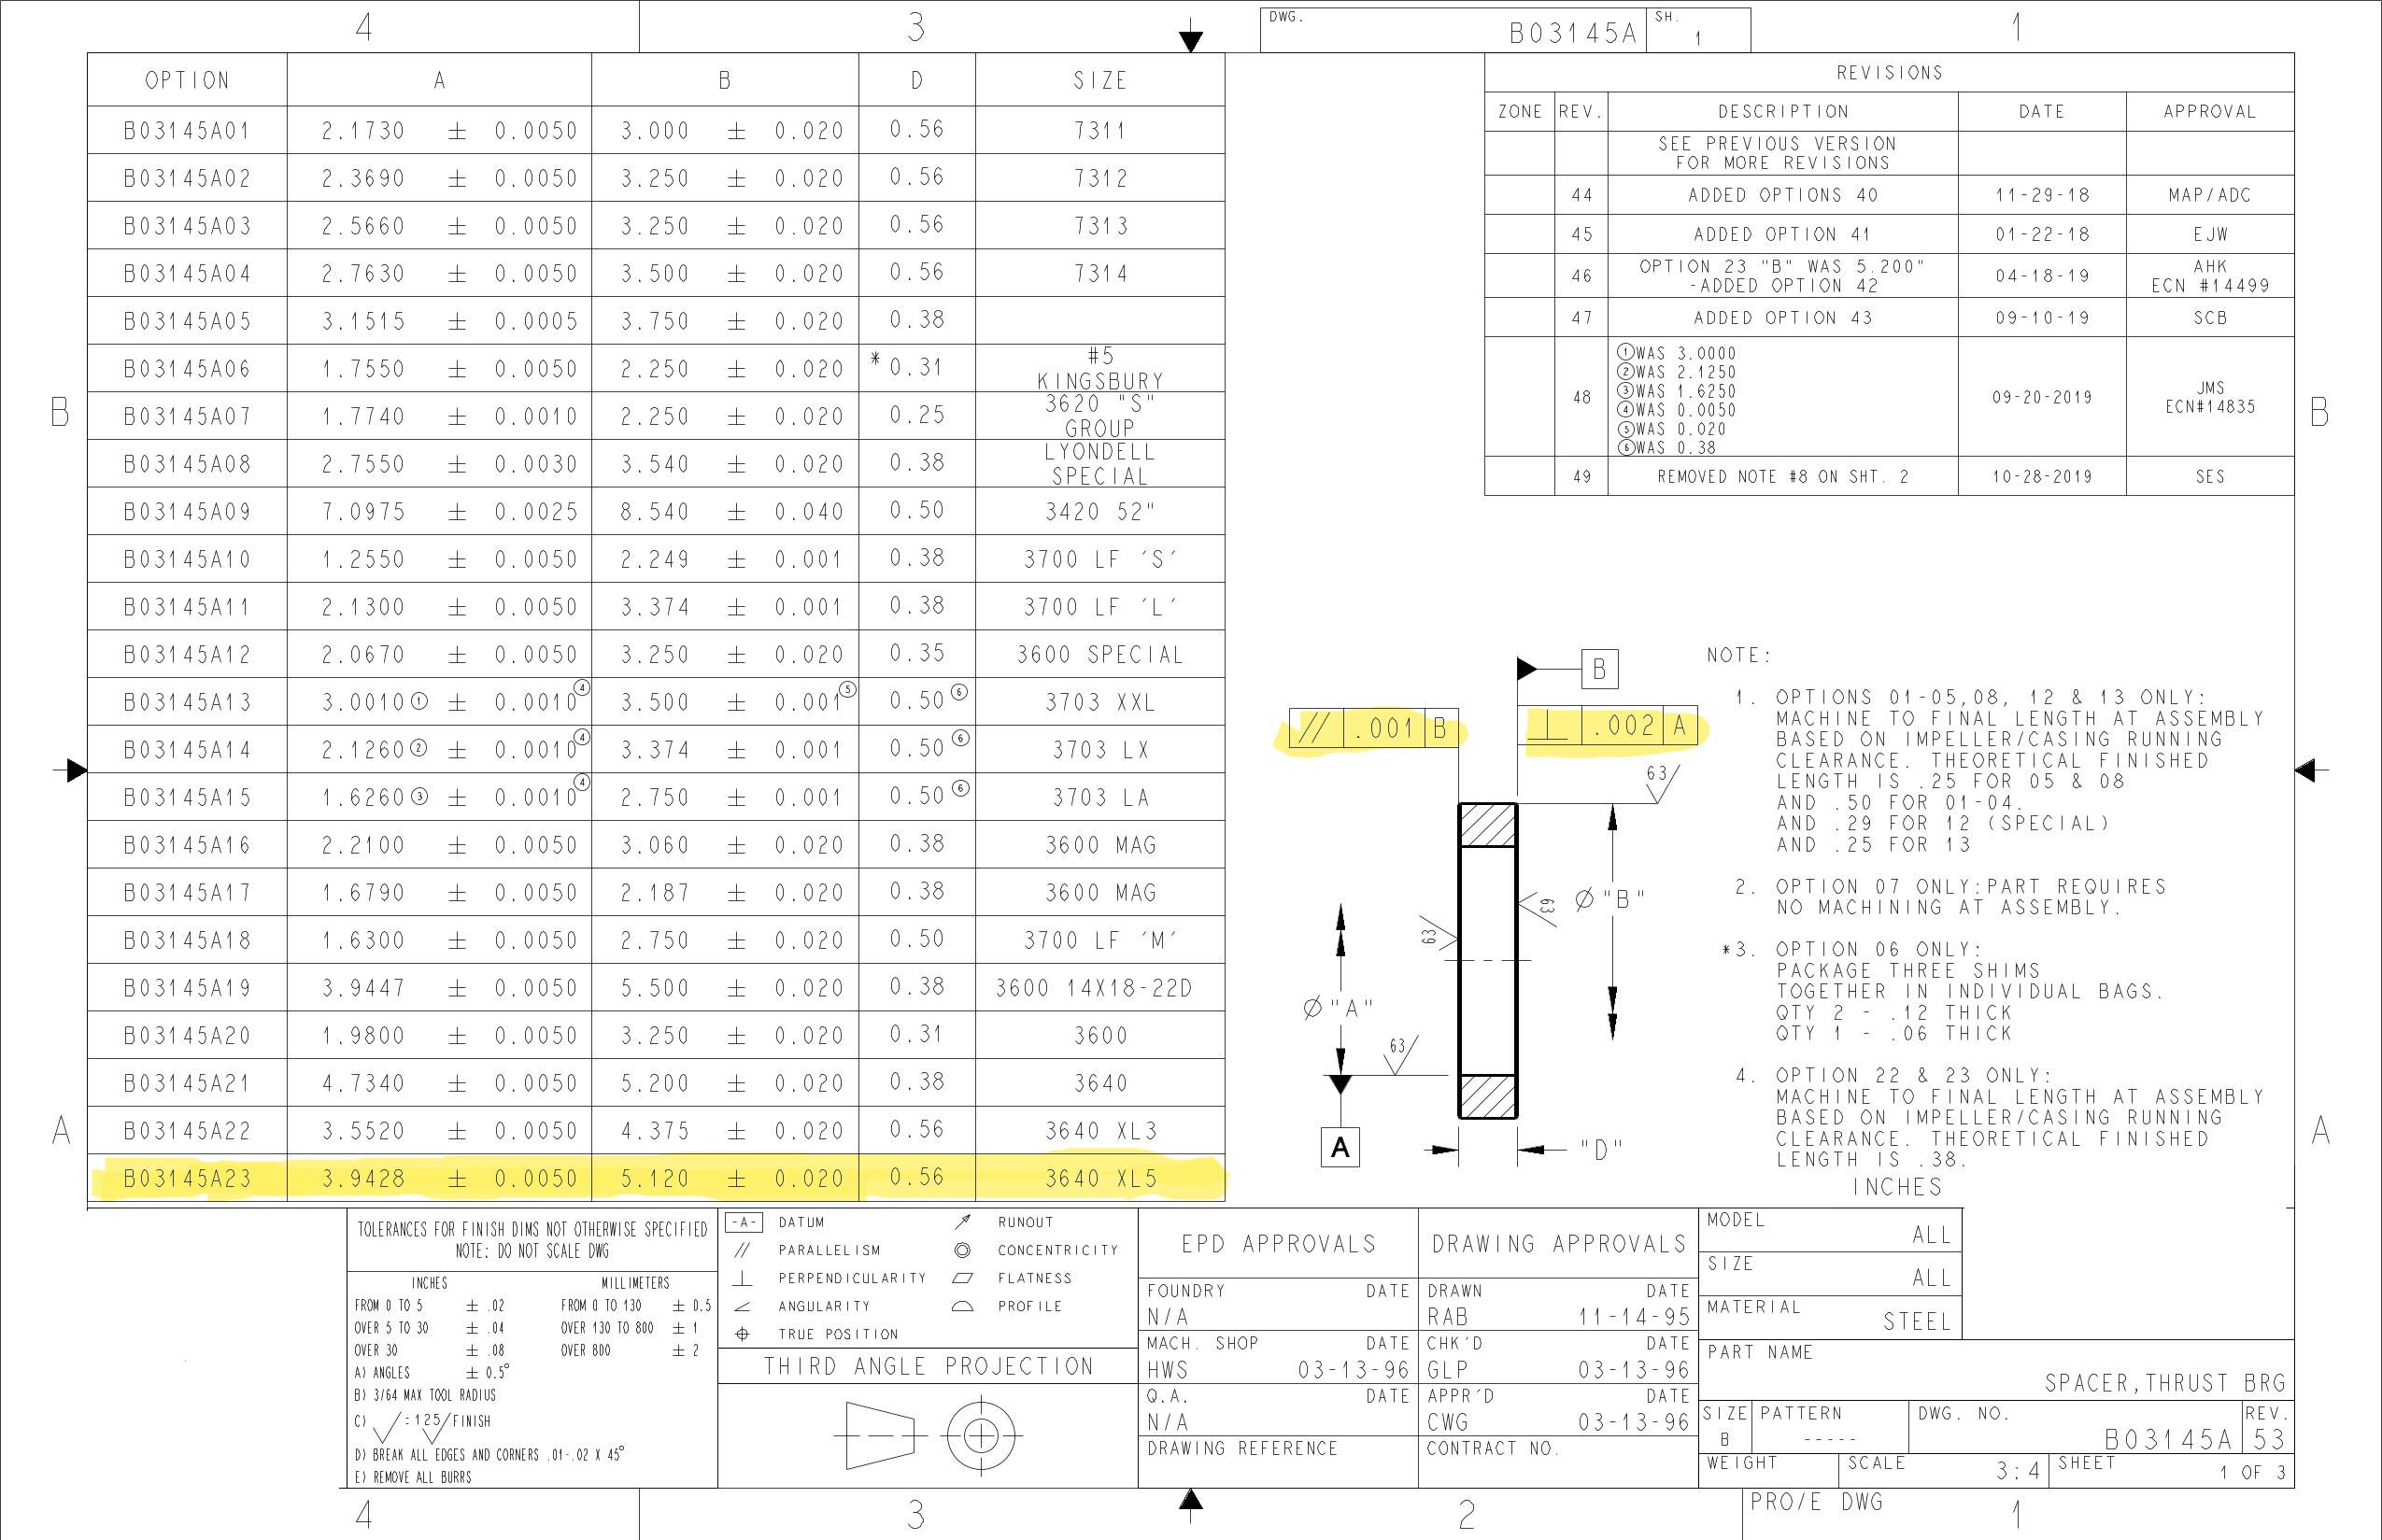 4
3
DWG.
B03145A
SH.
1
1
OPTION A B D SIZE
B03145A01 2.1730 ± 0.0050 3.000 ± 0.020 0.56 7311
B03145A02 2.3690 ± 0.0050 3.250 ± 0.020 0.56 7312
B03145A03 2.5660 ± 0.0050 3.250 ± 0.020 0.56 7313
B03145A04 2.7630 ± 0.0050 3.500 ± 0.020 0.56 7314
B03145A05 3.1515 ± 0.0005 3.750 ± 0.020 0.38
B03145A06 1.7550 ± 0.0050 2.250 ± 0.020 *0.31 #5
KINGSBURY
B03145A07 1.7740 ± 0.0010 2.250 ± 0.020 0.25 3620 "S"
GROUP
B03145A08 2.7550 ± 0.0030 3.540 ± 0.020 0.38 LYONDELL
SPECIAL
B03145A09 7.0975 ± 0.0025 8.540 ± 0.040 0.50 3420 52"
B03145A10 1.2550 ± 0.0050 2.249 ± 0.001 0.38 3700 LF 'S'
B03145A11 2.1300 ± 0.0050 3.374 ± 0.001 0.38 3700 LF 'L'
B03145A12 2.0670 ± 0.0050 3.250 ± 0.020 0.35 3600 SPECIAL
B03145A13 3.0010① ± 0.0010④ 3.500 ± 0.001⑤ 0.50⑥ 3703 XXL
B03145A14 2.1260② ± 0.0010④ 3.374 ± 0.001 0.50⑥ 3703 LX
B03145A15 1.6260③ ± 0.0010④ 2.750 ± 0.001 0.50⑥ 3703 LA
B03145A16 2.2100 ± 0.0050 3.060 ± 0.020 0.38 3600 MAG
B03145A17 1.6790 ± 0.0050 2.187 ± 0.020 0.38 3600 MAG
B03145A18 1.6300 ± 0.0050 2.750 ± 0.020 0.50 3700 LF 'M'
B03145A19 3.9447 ± 0.0050 5.500 ± 0.020 0.38 3600 14X18-22D
B03145A20 1.9800 ± 0.0050 3.250 ± 0.020 0.31 3600
B03145A21 4.7340 ± 0.0050 5.200 ± 0.020 0.38 3640
B03145A22 3.5520 ± 0.0050 4.375 ± 0.020 0.56 3640 XL3
B03145A23 3.9428 ± 0.0050 5.120 ± 0.020 0.56 3640 XL5
REVISIONS
ZONE REV. DESCRIPTION DATE APPROVAL
SEE PREVIOUS VERSION
FOR MORE REVISIONS
44 ADDED OPTIONS 40 11-29-18 MAP/ADC
45 ADDED OPTION 41 01-22-18 EJW
46 OPTION 23 "B" WAS 5.200"
-ADDED OPTION 42 04-18-19 AHK
ECN #14499
47 ADDED OPTION 43 09-10-19 SCB
48 ①WAS 3.0000
②WAS 2.1250
③WAS 1.6250
④WAS 0.0050
⑤WAS 0.020
⑥WAS 0.38
09-20-2019 JMS
ECN#14835
49 REMOVED NOTE #8 ON SHT. 2 10-28-2019 SES
B
B
A
A
B
// .001 B
⊥ .002 A
63
63
63
63
Ø "B"
Ø "A"
A
"D"
NOTE:
1. OPTIONS 01-05,08, 12 & 13 ONLY:
MACHINE TO FINAL LENGTH AT ASSEMBLY
BASED ON IMPELLER/CASING RUNNING
CLEARANCE. THEORETICAL FINISHED
LENGTH IS .25 FOR 05 & 08
AND .50 FOR 01-04.
AND .29 FOR 12 (SPECIAL)
AND .25 FOR 13
2. OPTION 07 ONLY:PART REQUIRES
NO MACHINING AT ASSEMBLY.
*3. OPTION 06 ONLY:
PACKAGE THREE SHIMS
TOGETHER IN INDIVIDUAL BAGS.
QTY 2 - .12 THICK
QTY 1 - .06 THICK
4. OPTION 22 & 23 ONLY:
MACHINE TO FINAL LENGTH AT ASSEMBLY
BASED ON IMPELLER/CASING RUNNING
CLEARANCE. THEORETICAL FINISHED
LENGTH IS .38.
INCHES
TOLERANCES FOR FINISH DIMS NOT OTHERWISE SPECIFIED
NOTE: DO NOT SCALE DWG
INCHES MILLIMETERS
FROM 0 TO 5 ± .02 FROM 0 TO 130 ± 0.5
OVER 5 TO 30 ± .04 OVER 130 TO 800 ± 1
OVER 30 ± .08 OVER 800 ± 2
A) ANGLES ± 0.5°
B) 3/64 MAX TOOL RADIUS
C) √ = 125√ FINISH
D) BREAK ALL EDGES AND CORNERS .01-.02 X 45°
E) REMOVE ALL BURRS
-A- DATUM
// PARALLELISM
⊥ PERPENDICULARITY
∠ ANGULARITY
⌖ TRUE POSITION
↗ RUNOUT
◎ CONCENTRICITY
▱ FLATNESS
⌓ PROFILE
THIRD ANGLE PROJECTION
EPD APPROVALS
FOUNDRY DATE
N/A
MACH. SHOP DATE
HWS 03-13-96
Q.A. DATE
N/A
DRAWING REFERENCE
DRAWING APPROVALS
DRAWN DATE
RAB 11-14-95
CHK'D DATE
GLP 03-13-96
APPR'D DATE
CWG 03-13-96
CONTRACT NO.
MODEL
ALL
SIZE
ALL
MATERIAL
STEEL
PART NAME
SPACER,THRUST BRG
SIZE PATTERN DWG. NO. REV.
B ----- B03145A 53
WEIGHT SCALE 3:4 SHEET 1 OF 3
4
3
2
PRO/E DWG
1